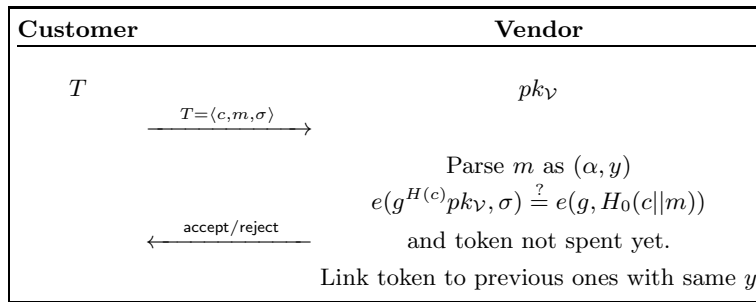 Customer Vendor
T pk_𝒱
T=⟨c,m,σ⟩
Parse m as (α, y)
e(g^{H(c)}pk_𝒱, σ) ?= e(g, H_0(c||m))
accept/reject and token not spent yet.
Link token to previous ones with same y